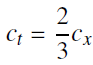 c_t = \frac{2}{3} c_x